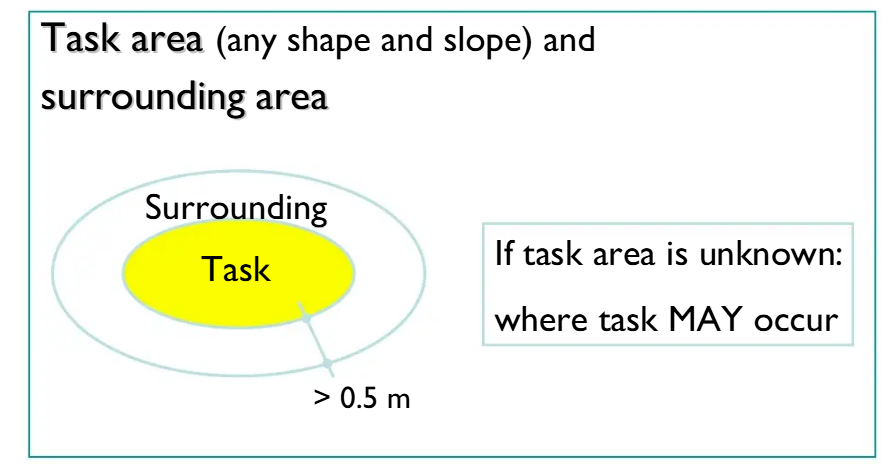 Task area (any shape and slope) and
surrounding area
Surrounding
Task
> 0.5 m
If task area is unknown:
where task MAY occur